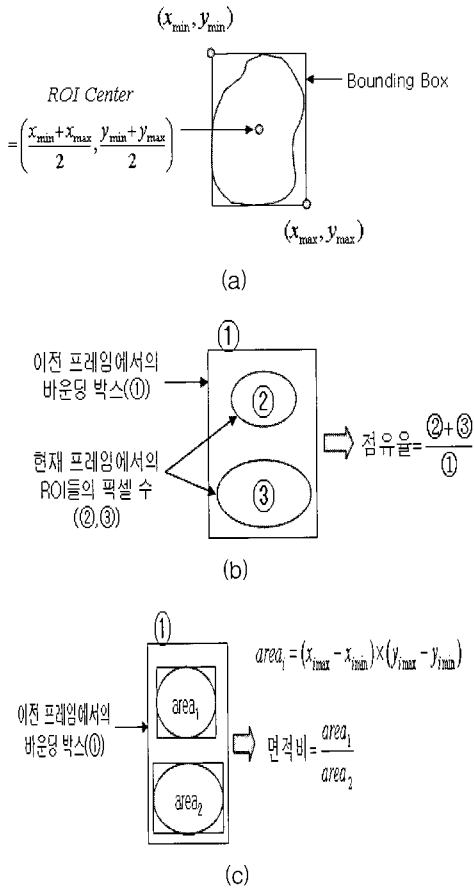 (x_min, y_min)
ROI Center
= ( (x_min + x_max) / 2 , (y_min + y_max) / 2 )
Bounding Box
(x_max, y_max)
(a)
①
이전 프레임에서의
바운딩 박스(①)
②
현재 프레임에서의
ROI들의 픽셀 수
(②,③)
③
점유율= (②+③) / ①
(b)
①
area_i = (x_imax − x_imin)×(y_imax − y_imin)
이전 프레임에서의
바운딩 박스(①)
area_1
면적비= area_1 / area_2
area_2
(c)